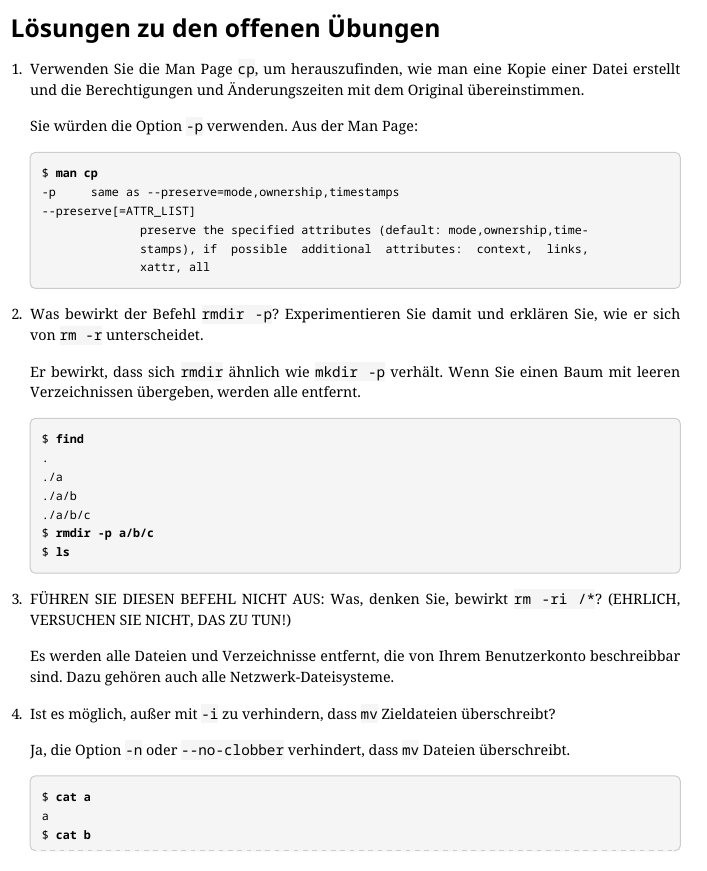 Lösungen zu den offenen Übungen
1. Verwenden Sie die Man Page cp, um herauszufinden, wie man eine Kopie einer Datei erstellt
und die Berechtigungen und Änderungszeiten mit dem Original übereinstimmen.
Sie würden die Option -p verwenden. Aus der Man Page:
$ man cp
-p     same as --preserve=mode,ownership,timestamps
--preserve[=ATTR_LIST]
preserve the specified attributes (default: mode,ownership,time-
stamps), if  possible  additional  attributes:  context,  links,
xattr, all
2. Was bewirkt der Befehl rmdir -p? Experimentieren Sie damit und erklären Sie, wie er sich
von rm -r unterscheidet.
Er bewirkt, dass sich rmdir ähnlich wie mkdir -p verhält. Wenn Sie einen Baum mit leeren
Verzeichnissen übergeben, werden alle entfernt.
$ find
.
./a
./a/b
./a/b/c
$ rmdir -p a/b/c
$ ls
3. FÜHREN SIE DIESEN BEFEHL NICHT AUS: Was, denken Sie, bewirkt rm -ri /*? (EHRLICH,
VERSUCHEN SIE NICHT, DAS ZU TUN!)
Es werden alle Dateien und Verzeichnisse entfernt, die von Ihrem Benutzerkonto beschreibbar
sind. Dazu gehören auch alle Netzwerk-Dateisysteme.
4. Ist es möglich, außer mit -i zu verhindern, dass mv Zieldateien überschreibt?
Ja, die Option -n oder --no-clobber verhindert, dass mv Dateien überschreibt.
$ cat a
a
$ cat b